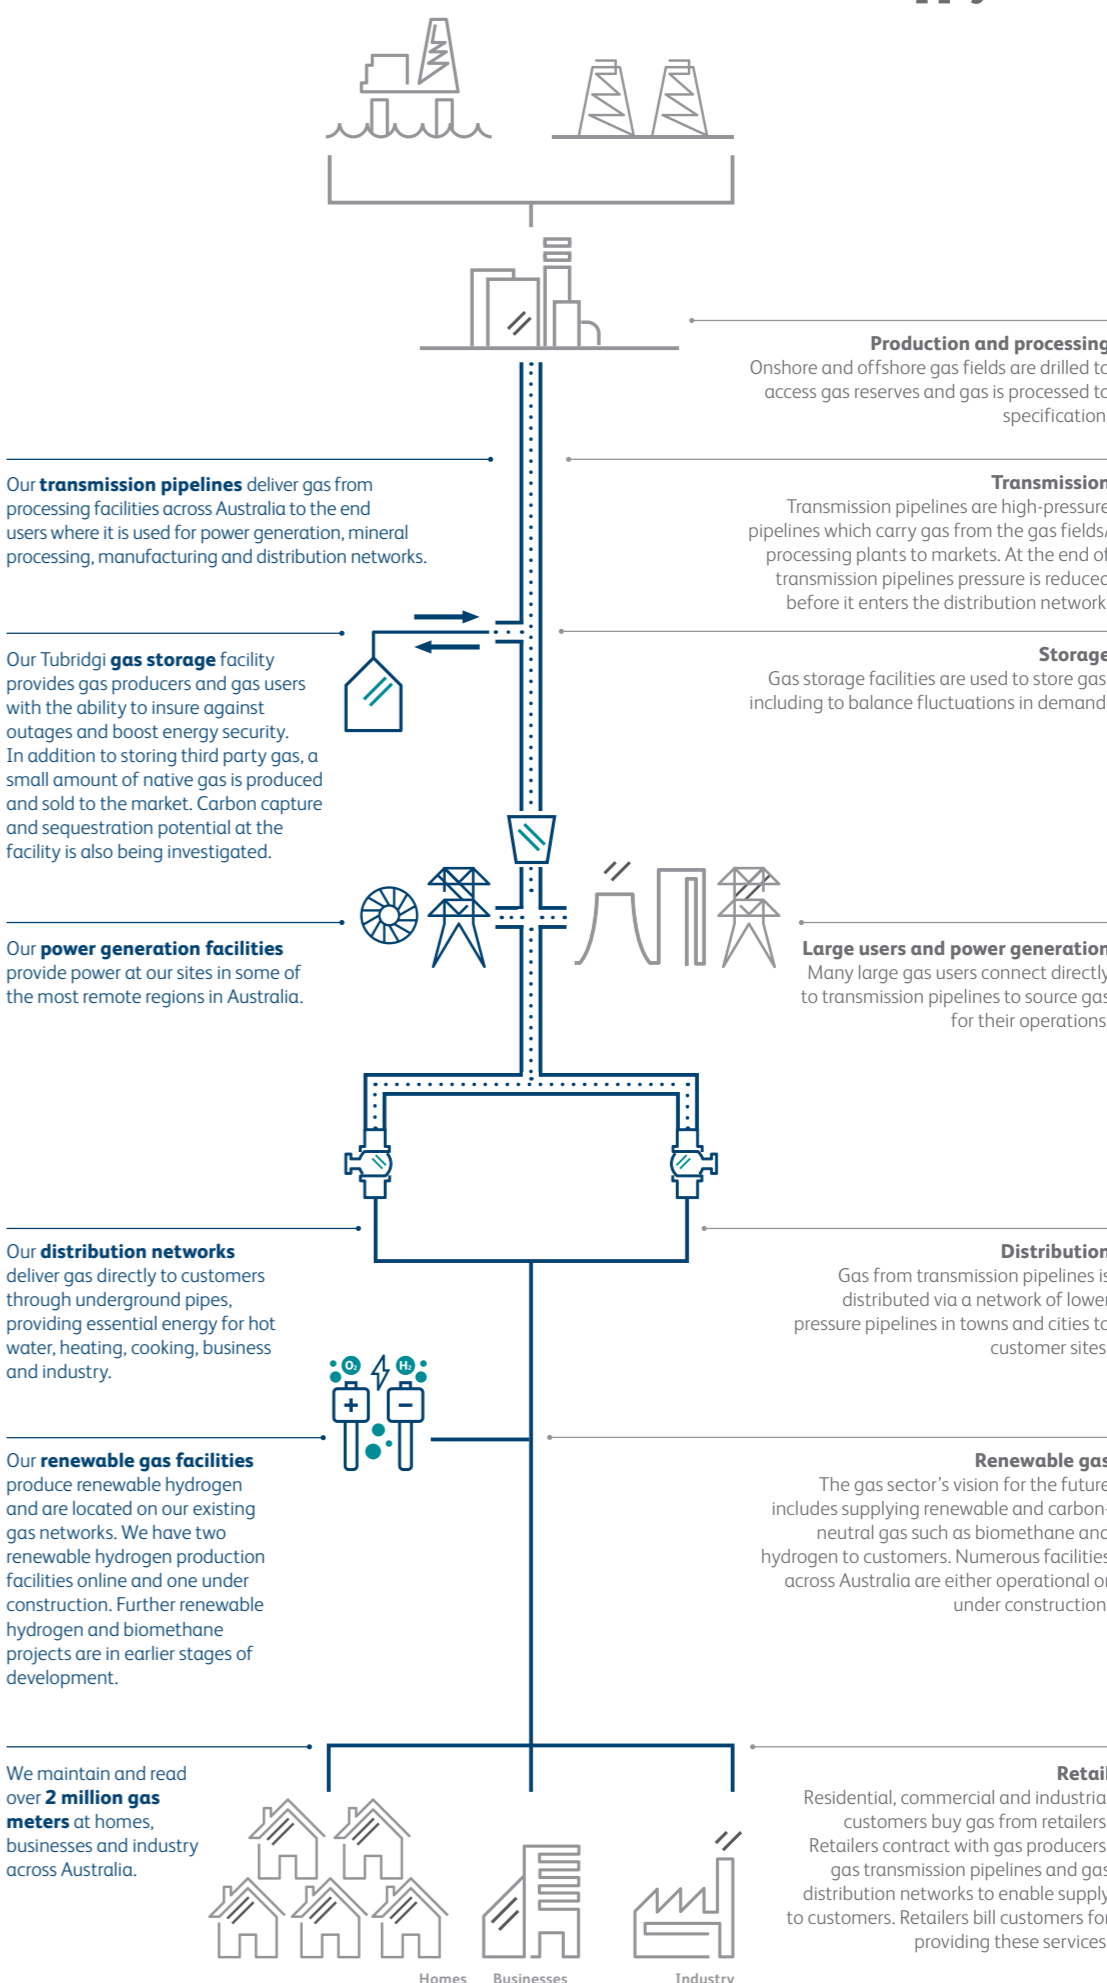 Production and processing
Onshore and offshore gas fields are drilled to
access gas reserves and gas is processed to
specification
Our transmission pipelines deliver gas from
processing facilities across Australia to the end
users where it is used for power generation, mineral
processing, manufacturing and distribution networks.
Transmission
Transmission pipelines are high-pressure
pipelines which carry gas from the gas fields/
processing plants to markets. At the end of
transmission pipelines pressure is reduced
before it enters the distribution network
Our Tubridgi gas storage facility
provides gas producers and gas users
with the ability to insure against
outages and boost energy security.
In addition to storing third party gas, a
small amount of native gas is produced
and sold to the market. Carbon capture
and sequestration potential at the
facility is also being investigated.
Storage
Gas storage facilities are used to store gas
including to balance fluctuations in demand
Our power generation facilities
provide power at our sites in some of
the most remote regions in Australia.
Large users and power generation
Many large gas users connect directly
to transmission pipelines to source gas
for their operations
Our distribution networks
deliver gas directly to customers
through underground pipes,
providing essential energy for hot
water, heating, cooking, business
and industry.
Distribution
Gas from transmission pipelines is
distributed via a network of lower
pressure pipelines in towns and cities to
customer sites
O₂ H₂
+ −
Our renewable gas facilities
produce renewable hydrogen
and are located on our existing
gas networks. We have two
renewable hydrogen production
facilities online and one under
construction. Further renewable
hydrogen and biomethane
projects are in earlier stages of
development.
Renewable gas
The gas sector’s vision for the future
includes supplying renewable and carbon-
neutral gas such as biomethane and
hydrogen to customers. Numerous facilities
across Australia are either operational or
under construction
We maintain and read
over 2 million gas
meters at homes,
businesses and industry
across Australia.
Retail
Residential, commercial and industrial
customers buy gas from retailers
Retailers contract with gas producers
gas transmission pipelines and gas
distribution networks to enable supply
to customers. Retailers bill customers for
providing these services
Homes Businesses Industry